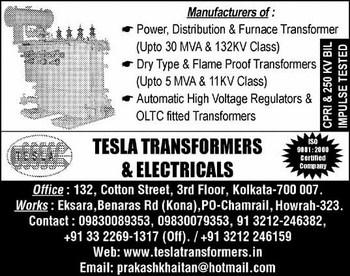 Manufacturers of :
☛ Power, Distribution & Furnace Transformer
(Upto 30 MVA & 132KV Class)
☛ Dry Type & Flame Proof Transformers
(Upto 5 MVA & 11KV Class)
☛ Automatic High Voltage Regulators &
OLTC fitted Transformers
CPRI & 250 KV BIL
IMPULSE TESTED
TESLA
TESLA TRANSFORMERS
& ELECTRICALS
ISO
9001 : 2000
Certified
Company
Office : 132, Cotton Street, 3rd Floor, Kolkata-700 007.
Works : Eksara,Benaras Rd (Kona),PO-Chamrail, Howrah-323.
Contact : 09830089353, 09830079353, 91 3212-246382,
+91 33 2269-1317 (Off). / +91 3212 246159
Web: www.teslatransformers.in
Email: prakashkhaitan@hotmail.com